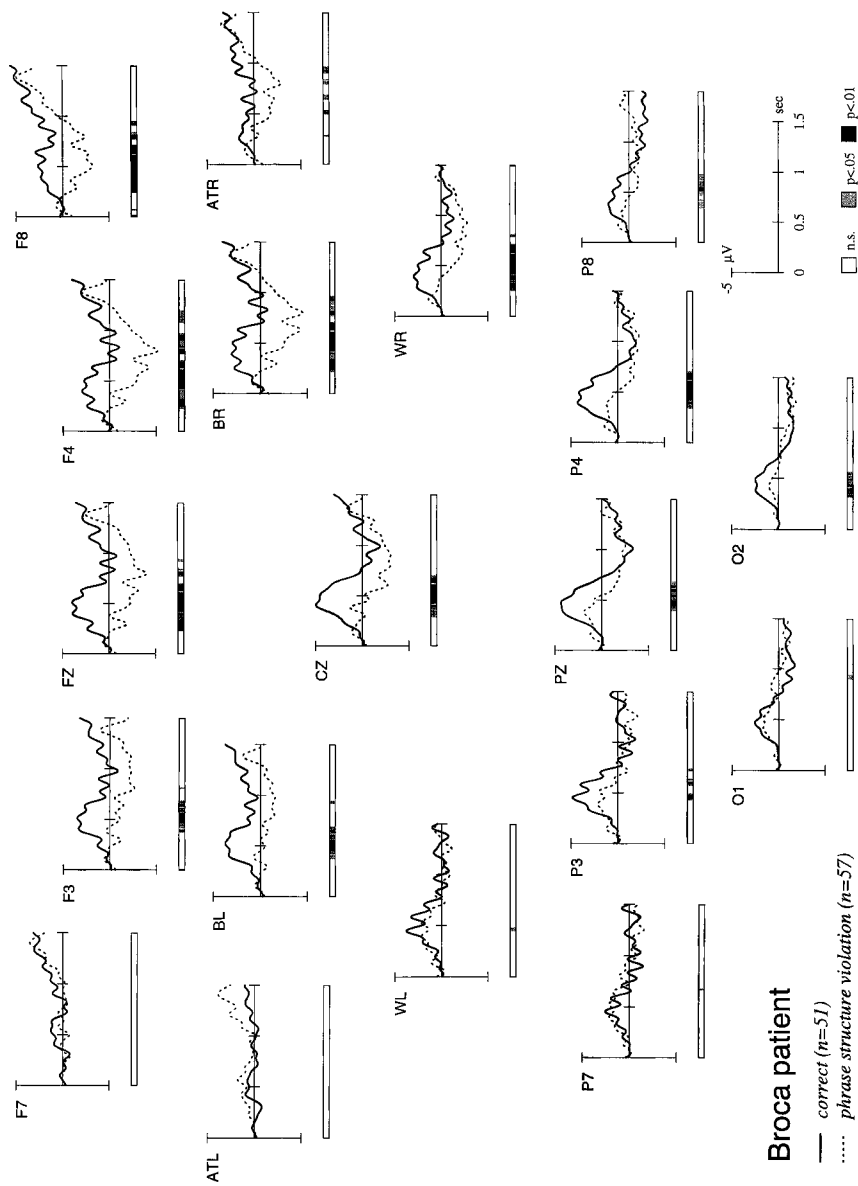 F7
F3
FZ
F4
F8
ATL
BL
BR
ATR
CZ
WL
WR
P7
P3
PZ
P4
P8
O1
O2
Broca patient
correct (n=51)
phrase structure violation (n=57)
-5 µV
0 0.5 1 1.5 sec
n.s. p<.05 p<.01